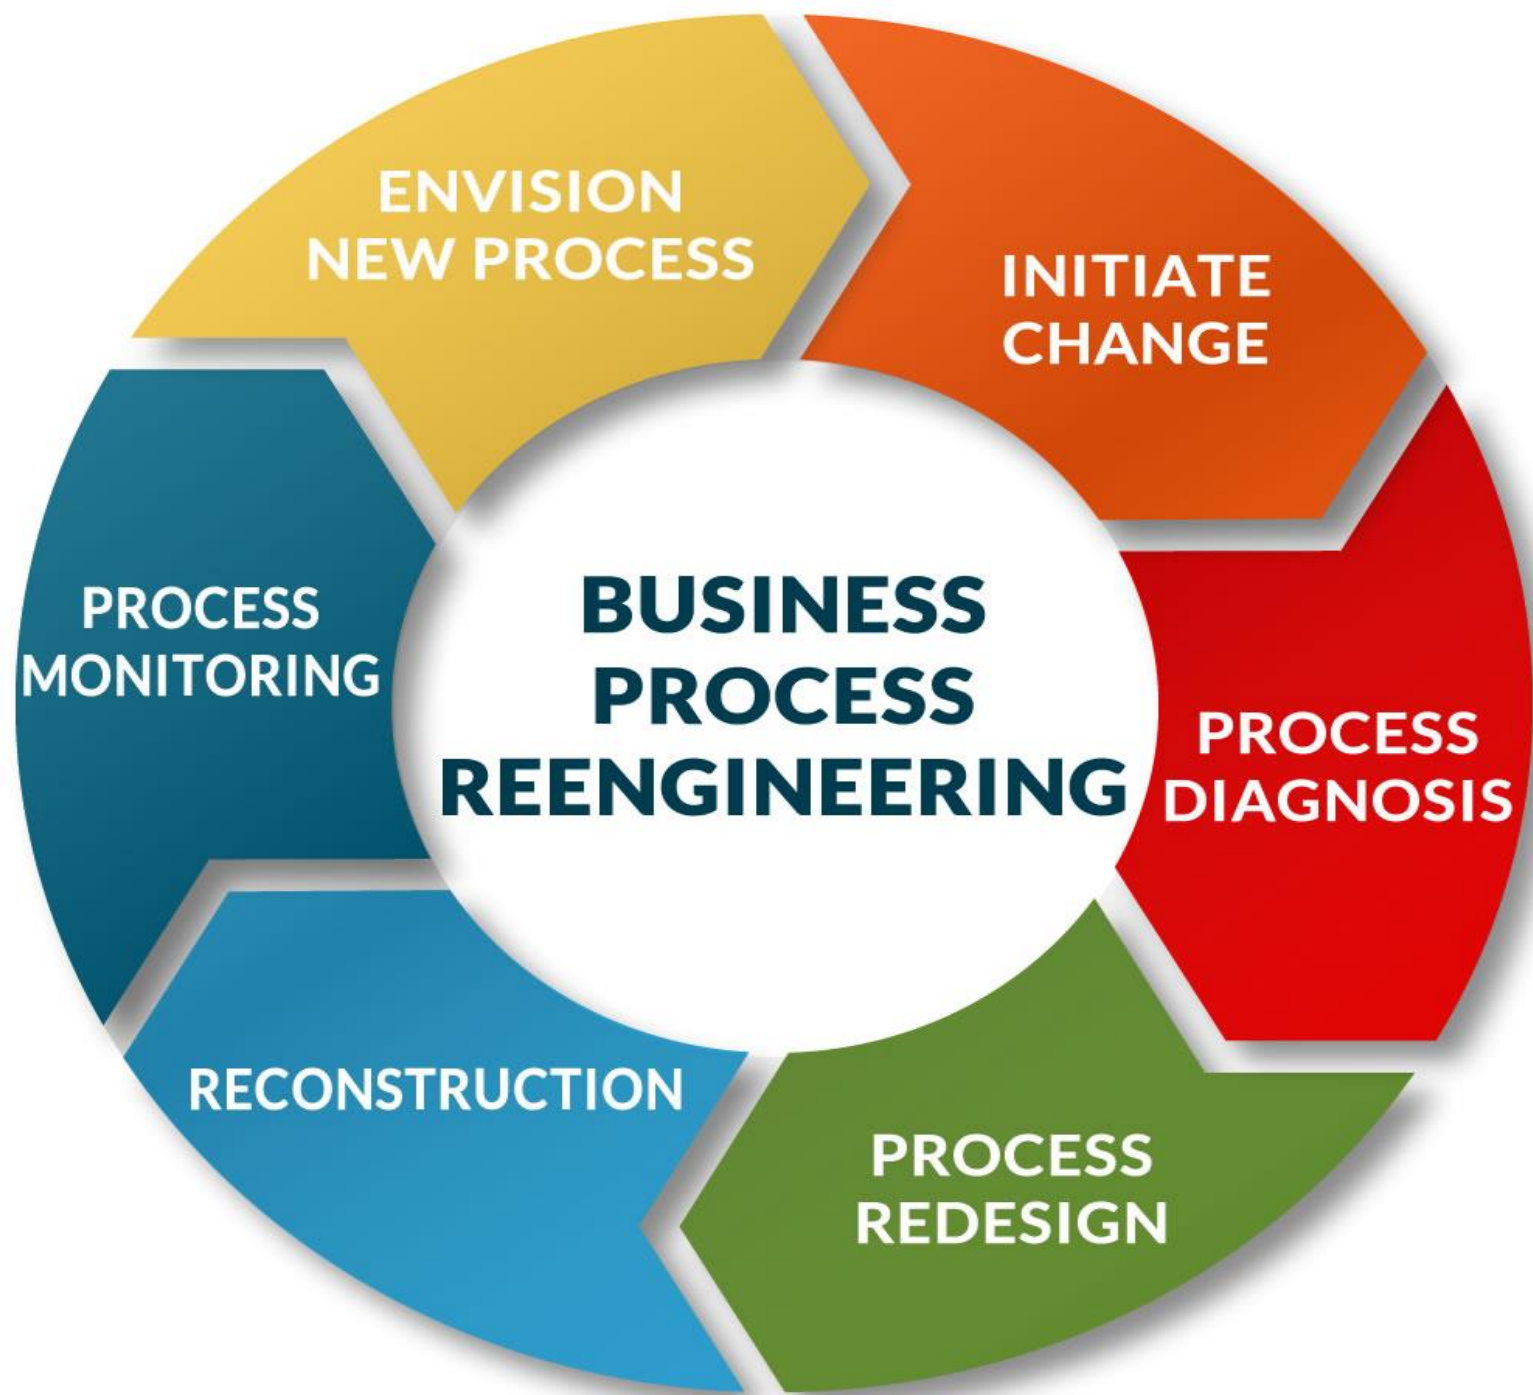 ENVISION
NEW PROCESS
INITIATE
CHANGE
PROCESS
DIAGNOSIS
PROCESS
REDESIGN
RECONSTRUCTION
PROCESS
MONITORING
BUSINESS
PROCESS
REENGINEERING